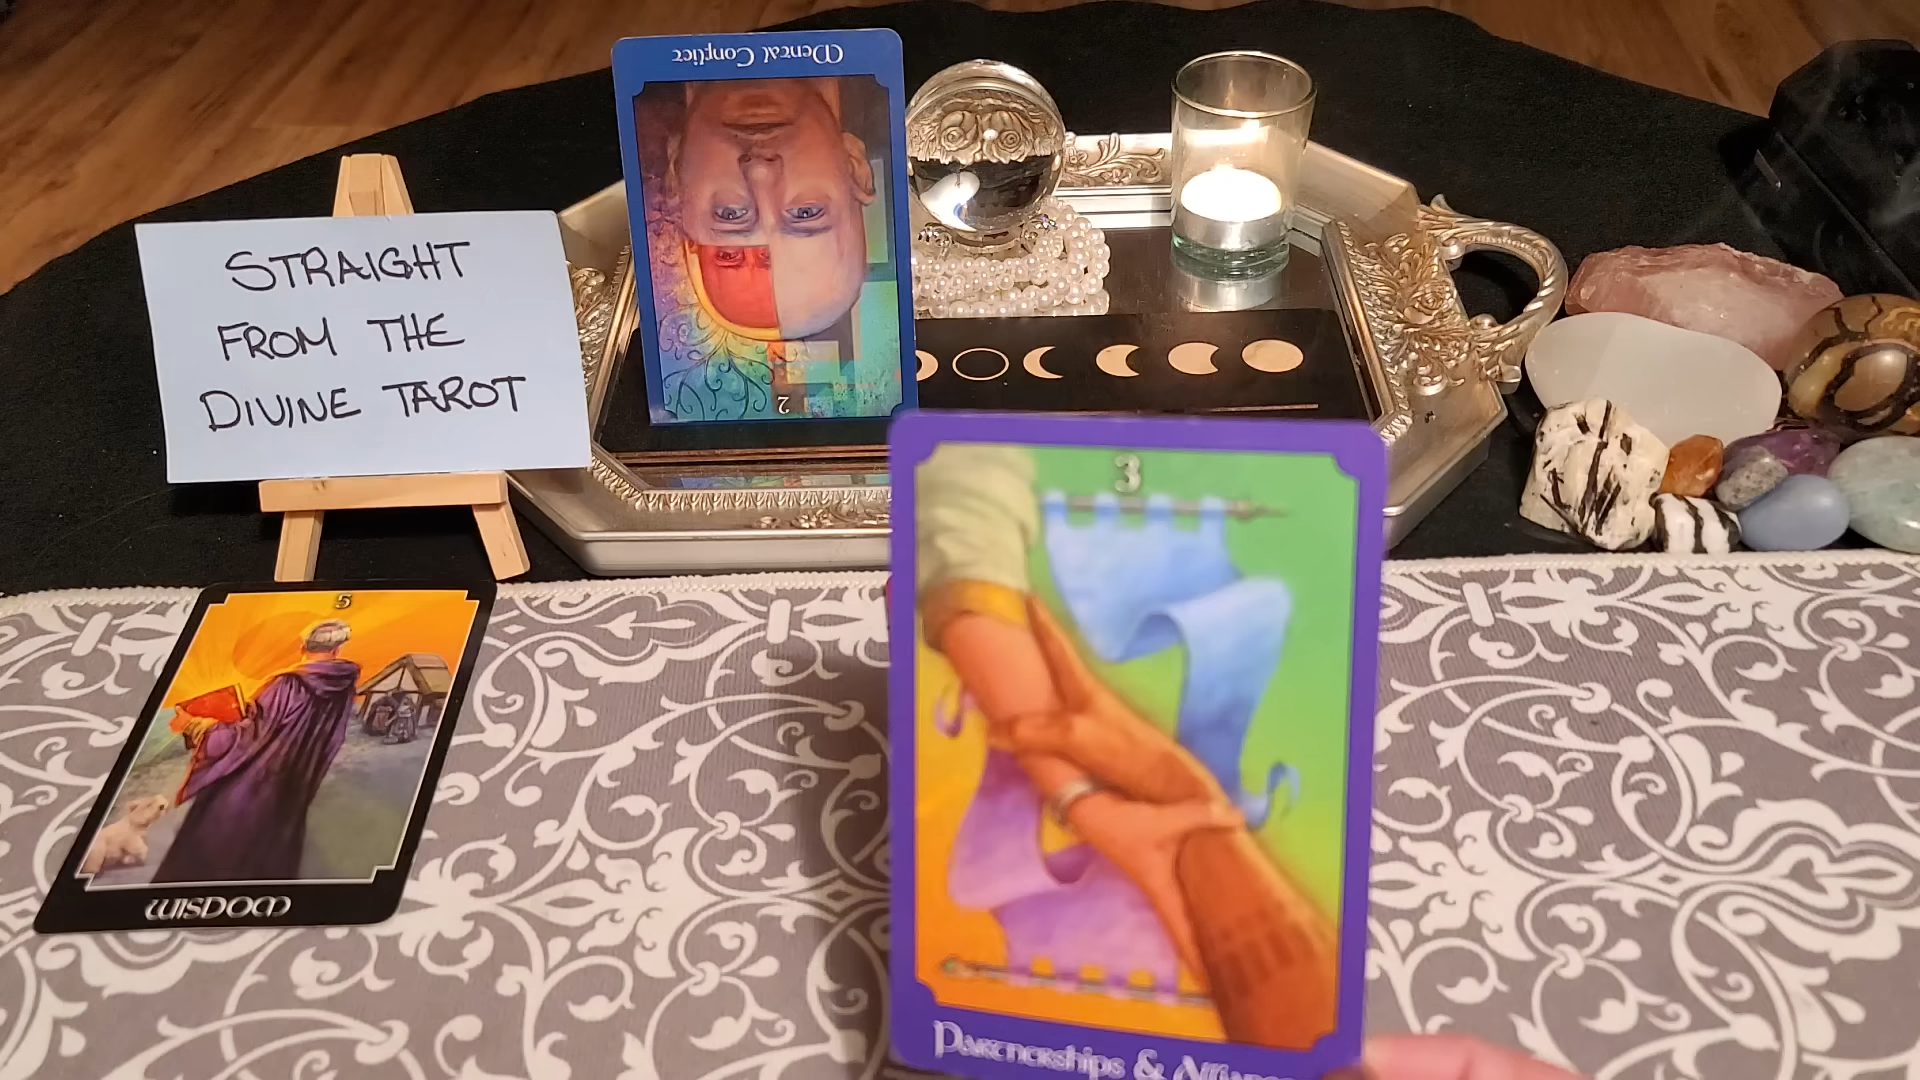 Mental Conflict
2
STRAIGHT
FROM THE
DIVINE TAROT
5
WISDOM
3
Partnerships &